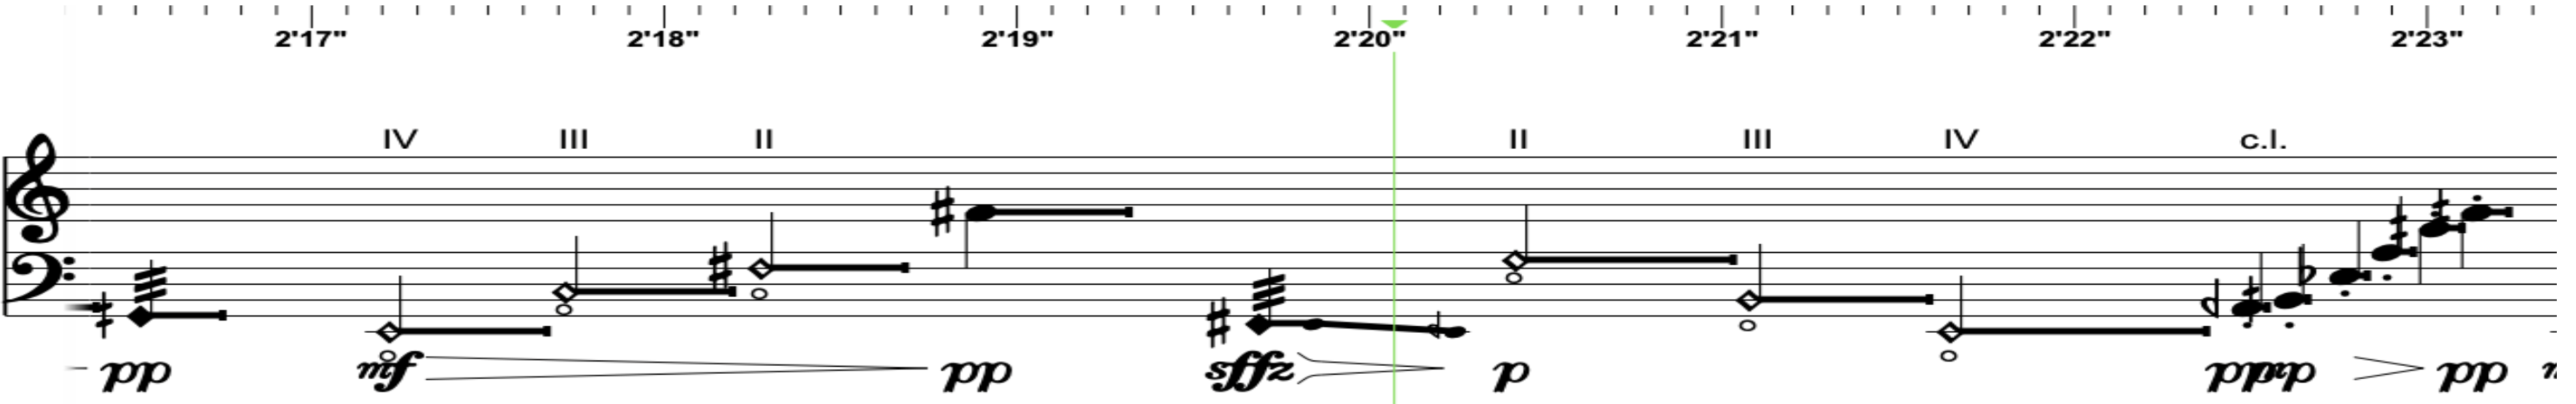 2'17" 2'18" 2'19" 2'20" 2'21" 2'22" 2'23"
IV III II II III IV c.l.
pp mf pp sffz p pp mp pp